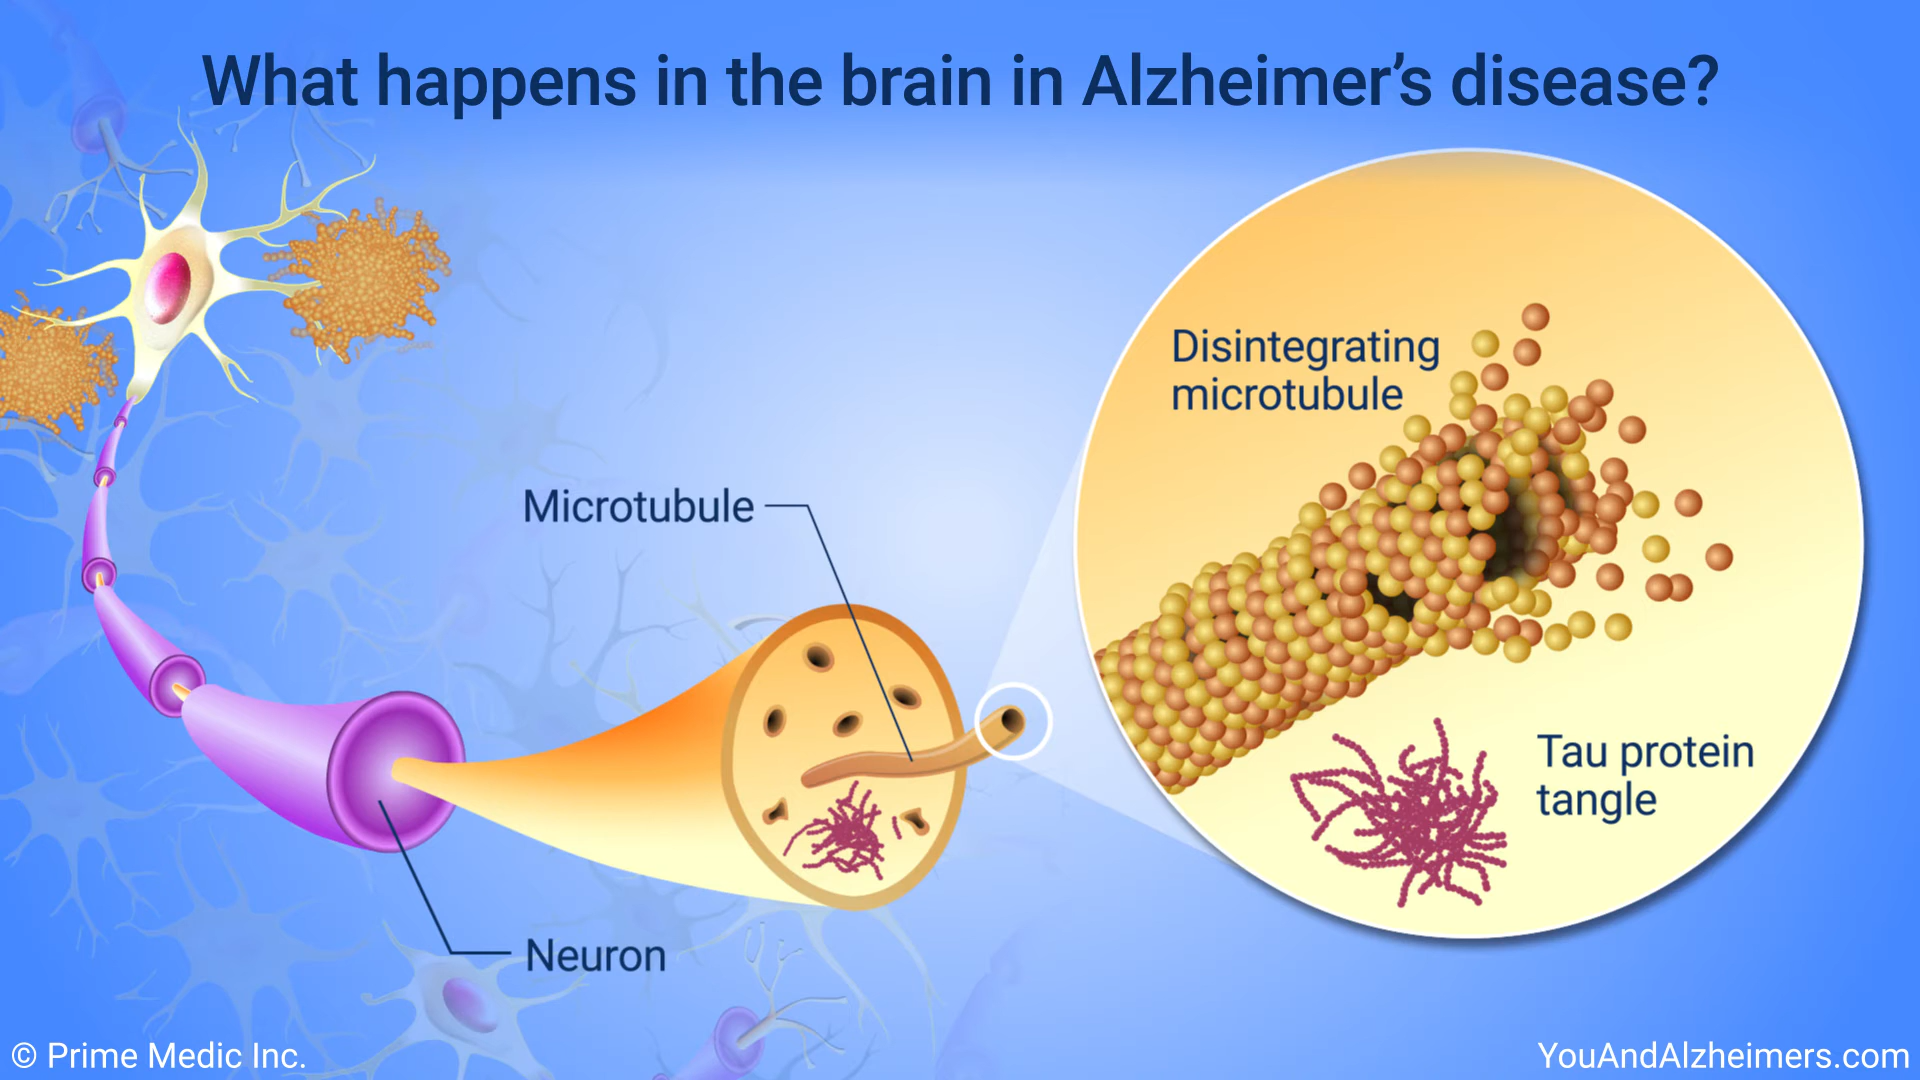 What happens in the brain in Alzheimer’s disease?
Disintegrating
microtubule
Microtubule
Tau protein
tangle
Neuron
© Prime Medic Inc.
YouAndAlzheimers.com